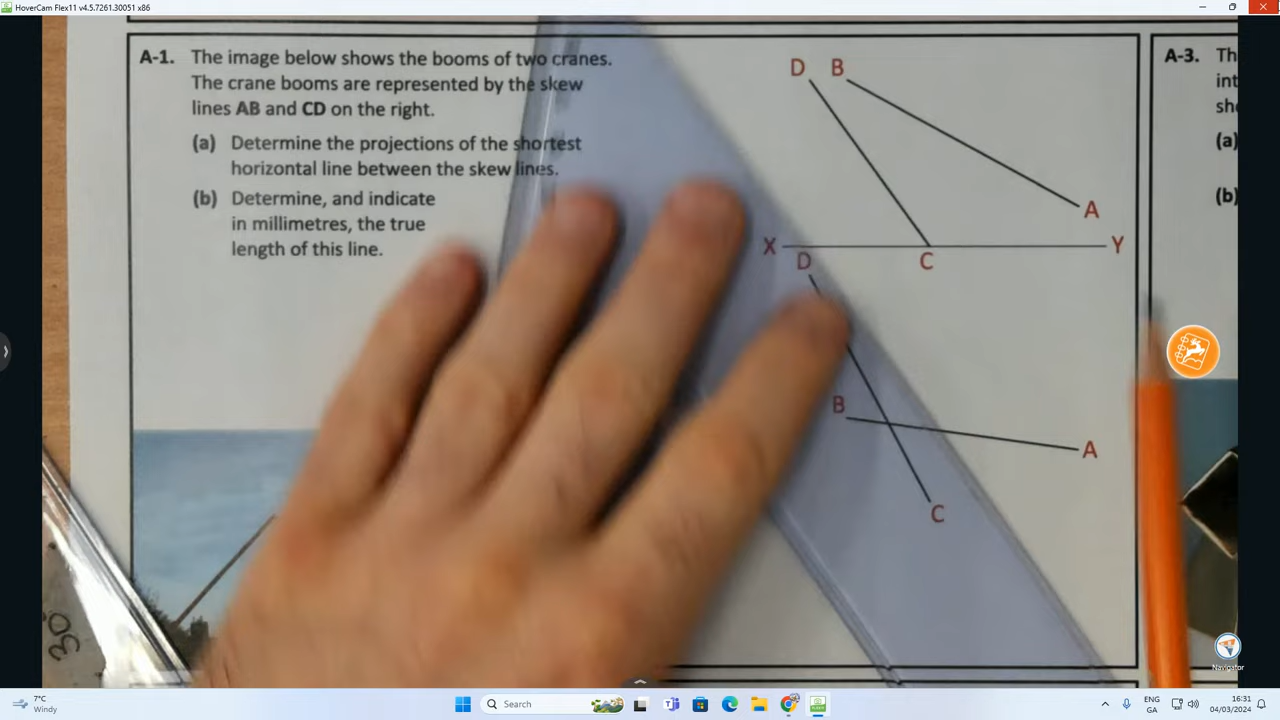 HoverCam Flex11 v4.5.7261.30051 x86
A-1. The image below shows the booms of two cranes.
The crane booms are represented by the skew
lines AB and CD on the right.
(a) Determine the projections of the shortest
horizontal line between the skew lines.
(b) Determine, and indicate
in millimetres, the true
length of this line.
D B
A
X Y
D C
B
A
C
A-3. Th
int
sh
(a)
(b)
30
Navigator
7°C
Windy
Search
ENG
GA
16:31
04/03/2024